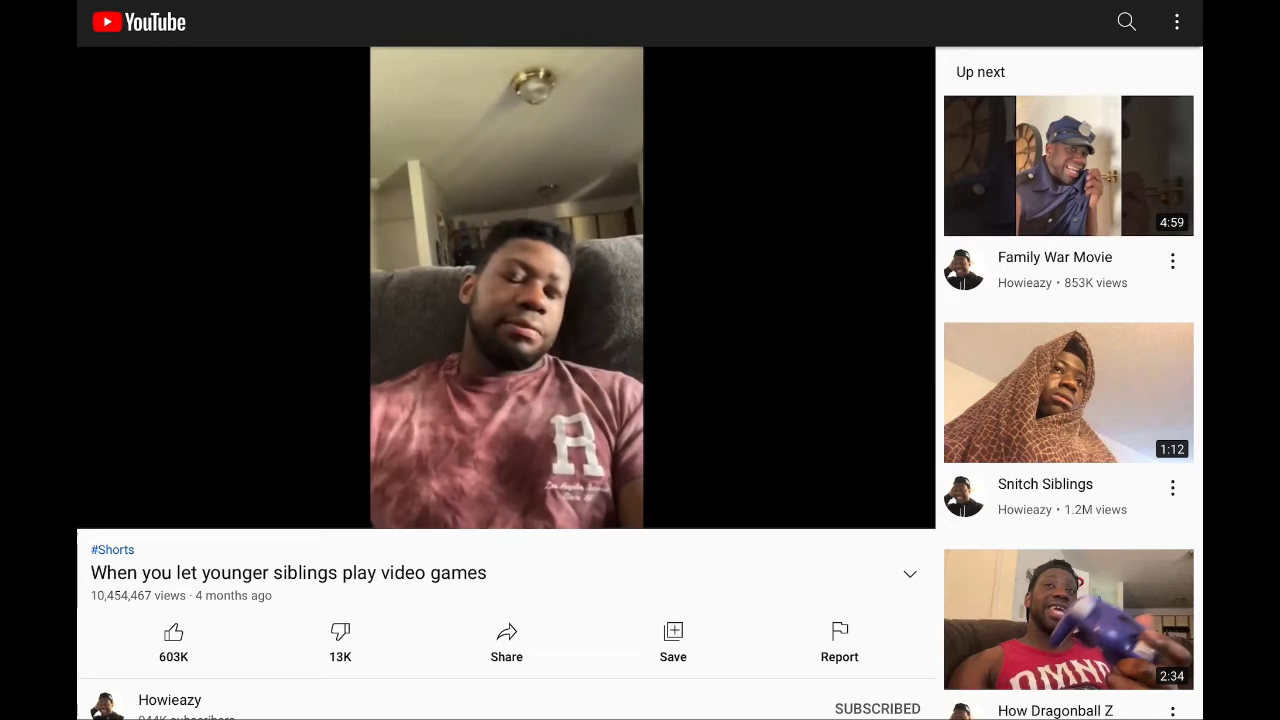 YouTube
Up next
4:59
Family War Movie
Howieazy • 853K views
1:12
Snitch Siblings
Howieazy • 1.2M views
OMNI
2:34
How Dragonball Z
R
#Shorts
When you let younger siblings play video games
10,454,467 views · 4 months ago
603K
13K
Share
Save
Report
Howieazy
subscribers
SUBSCRIBED